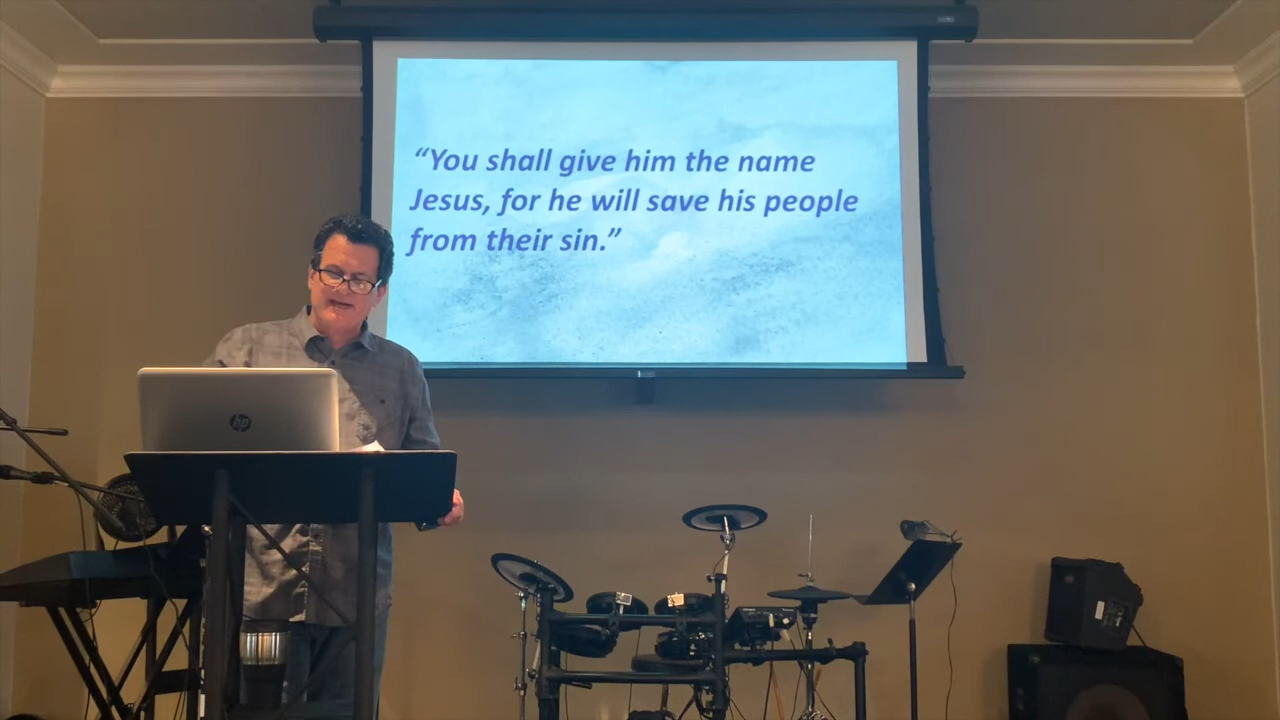 “You shall give him the name
Jesus, for he will save his people
from their sin.”
hp